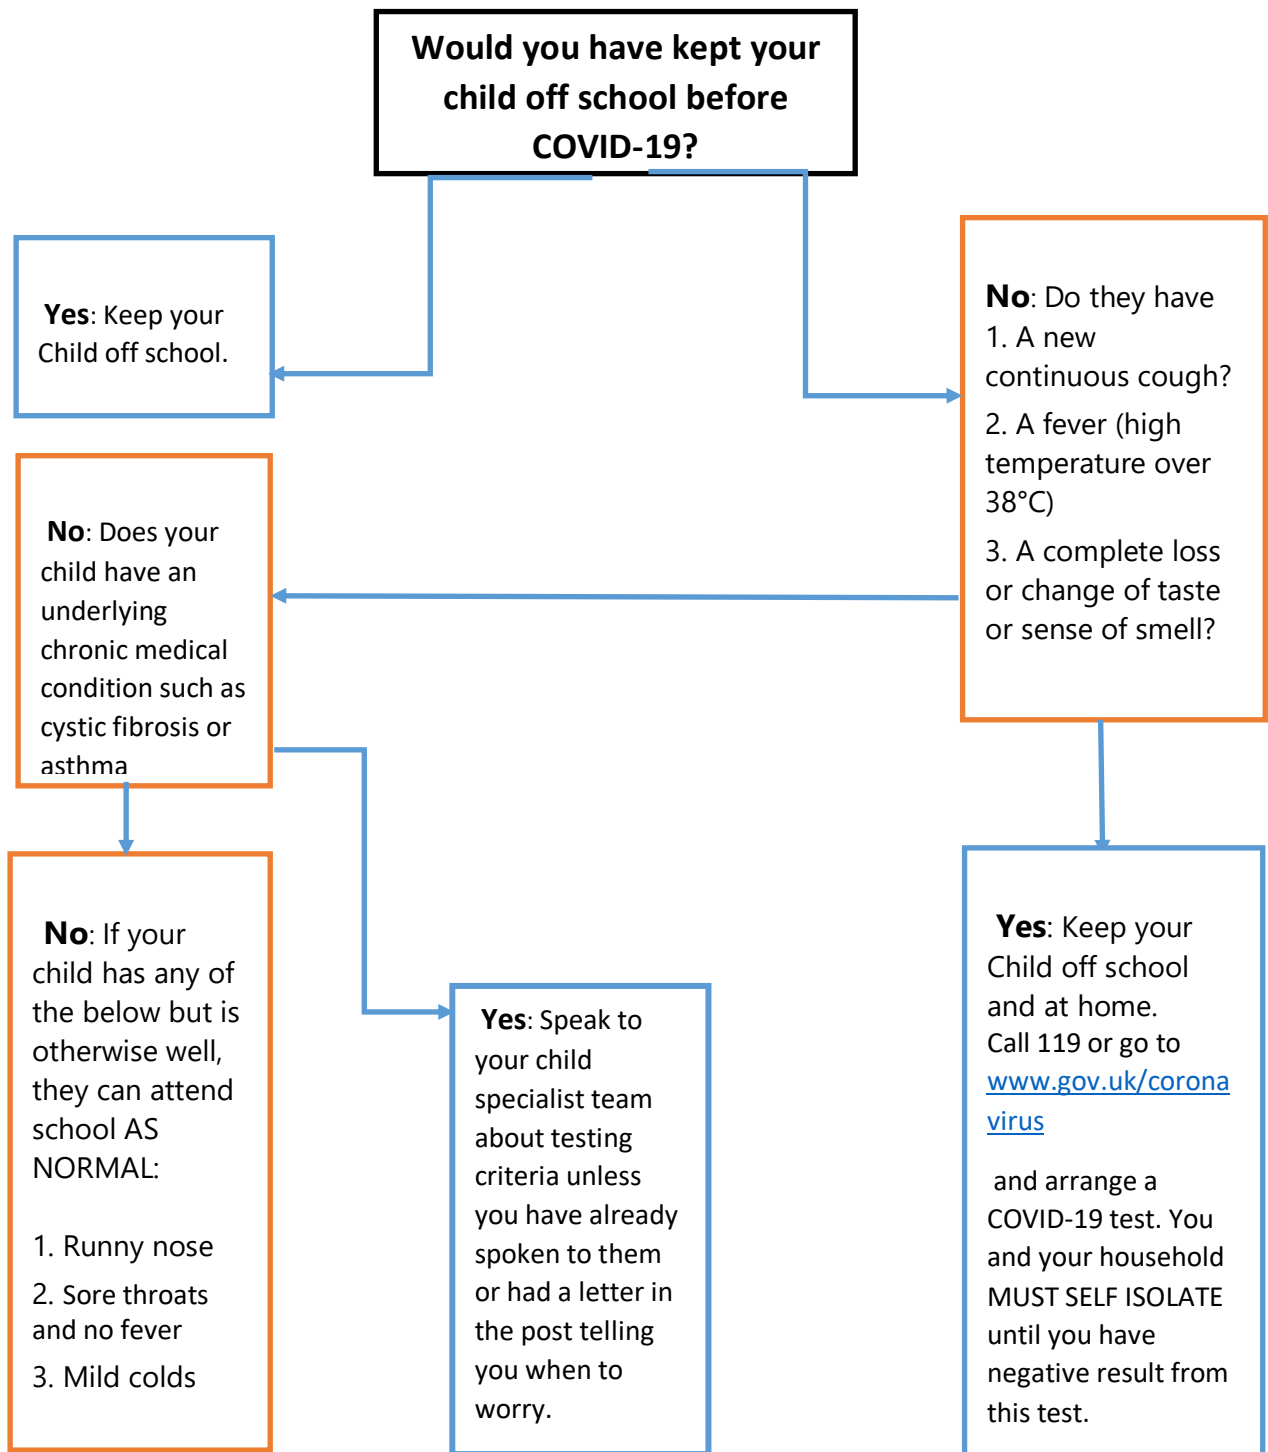 Would you have kept your
child off school before
COVID-19?
Yes: Keep your
Child off school.
No: Do they have
1. A new
continuous cough?
2. A fever (high
temperature over
38°C)
3. A complete loss
or change of taste
or sense of smell?
No: Does your
child have an
underlying
chronic medical
condition such as
cystic fibrosis or
asthma
No: If your
child has any of
the below but is
otherwise well,
they can attend
school AS
NORMAL:
1. Runny nose
2. Sore throats
and no fever
3. Mild colds
Yes: Speak to
your child
specialist team
about testing
criteria unless
you have already
spoken to them
or had a letter in
the post telling
you when to
worry.
Yes: Keep your
Child off school
and at home.
Call 119 or go to
www.gov.uk/corona
virus
and arrange a
COVID-19 test. You
and your household
MUST SELF ISOLATE
until you have
negative result from
this test.